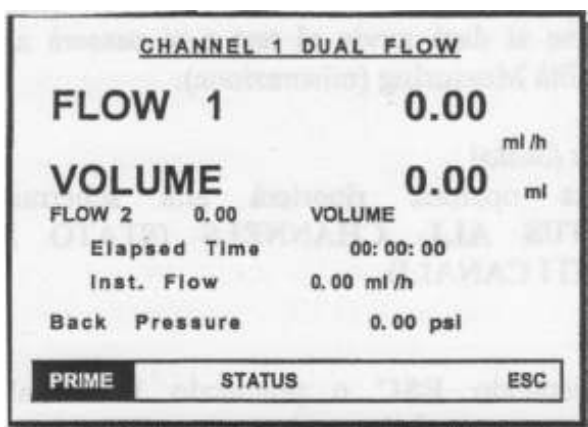 CHANNEL 1 DUAL FLOW
FLOW 1 0.00
ml/h
VOLUME 0.00 ml
FLOW 2 0.00 VOLUME
Elapsed Time 00:00:00
Inst. Flow 0.00 ml/h
Back Pressure 0.00 psi
PRIME STATUS ESC